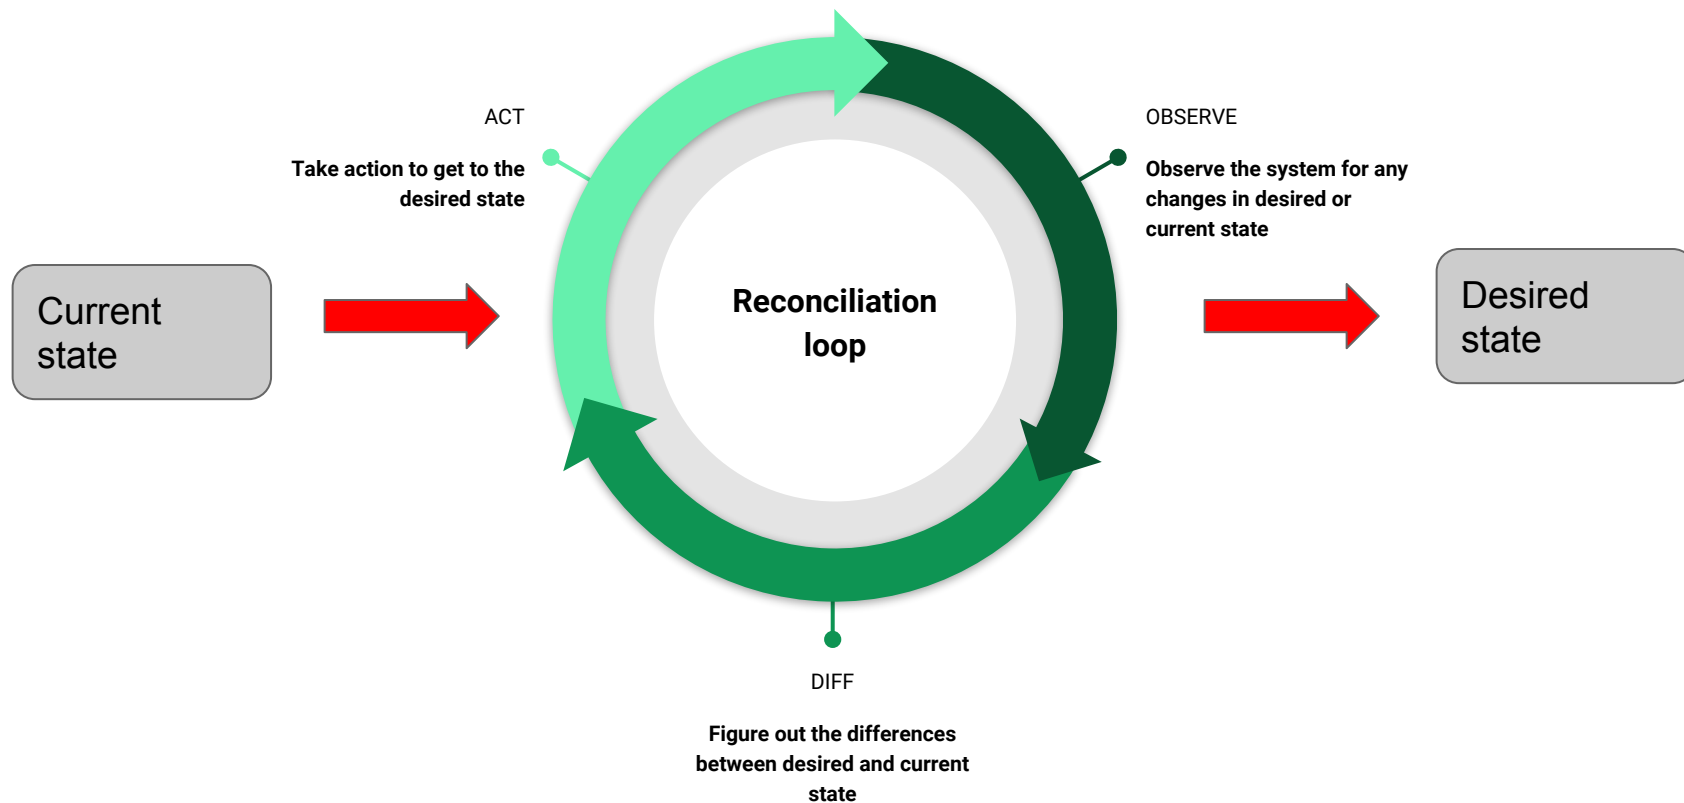 ACT
Take action to get to the
desired state
OBSERVE
Observe the system for any
changes in desired or
current state
Current
state
Reconciliation
loop
Desired
state
DIFF
Figure out the differences
between desired and current
state